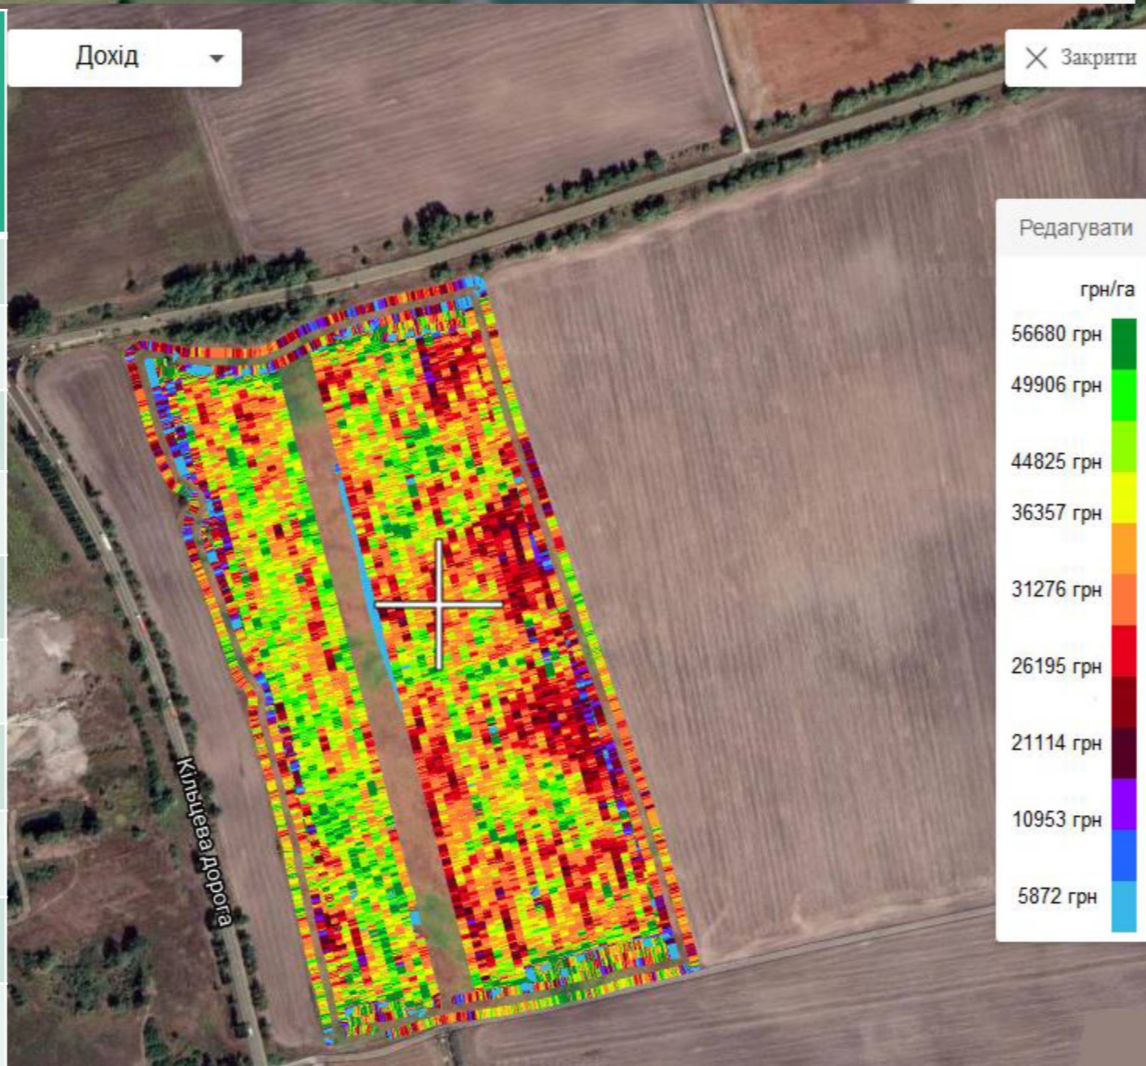 Дохід
Закрити
Редагувати
грн/га
56680 грн
49906 грн
44825 грн
36357 грн
31276 грн
26195 грн
21114 грн
10953 грн
5872 грн
Кільцева дорога